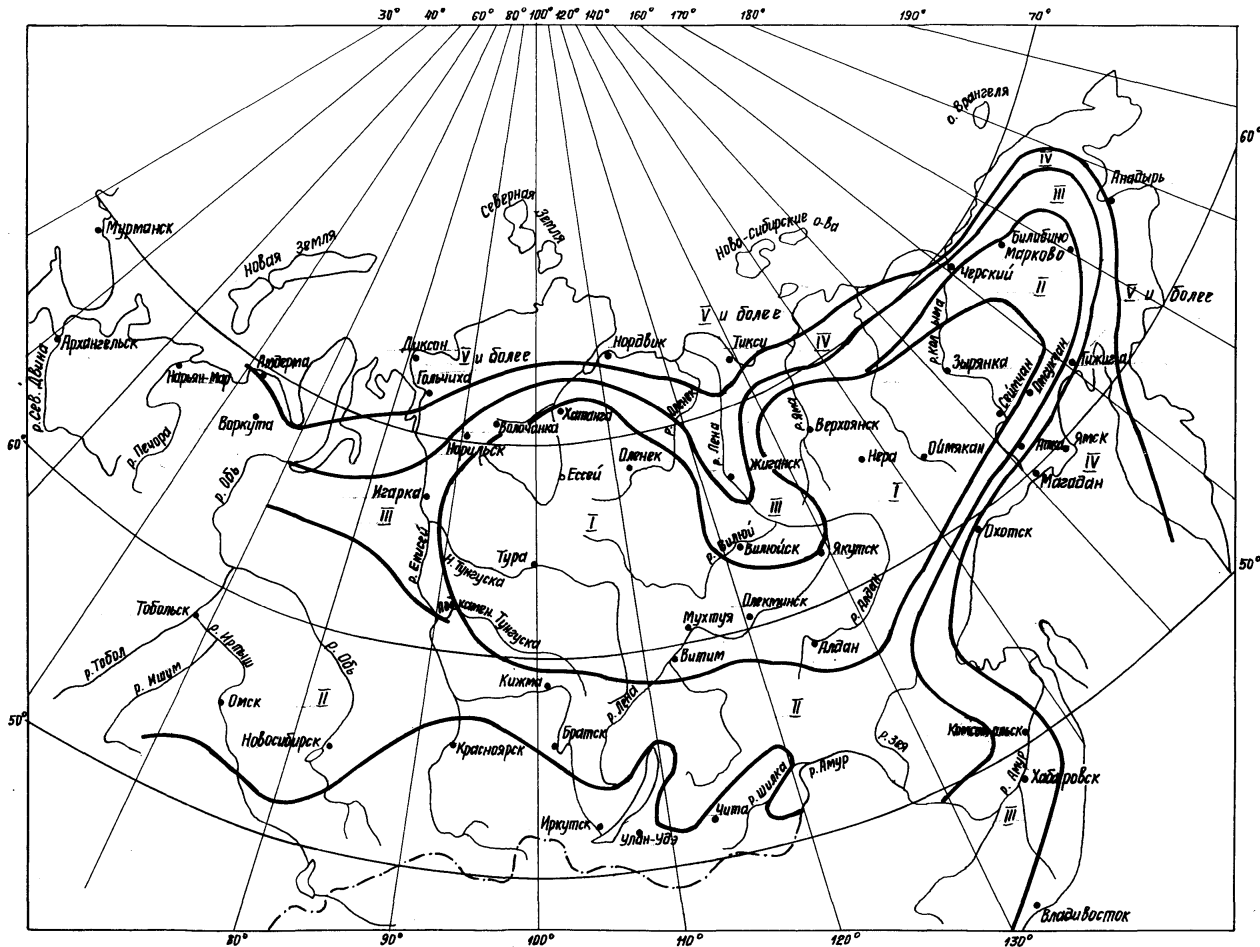 30° 40° 60° 80° 100° 120° 140° 160° 170° 180° 190° 70°
о. Врангеля
60°
IV
III
Анадырь
Северная
Земля
Мурманск
Новая Земля
Ново-Сибирские о-ва
Билибино
Марково
Черский
II
V и более
V и более
р. Сев. Двина
Архангельск
Диксон
V и более
Нордвик
Тикси
IV
р. Колыма
Нарьян-Мар
Амдерма
Гольчиха
Зырянка
Сеймчан
Омсукчан
Гижига
Воркута
р. Печора
Волочанка
Хатанга
р. Оленек
р. Лена
р. Яна
Верхоянск
60°
Норильск
Оймякон
Нера
Ямск
Атка
IV
Магадан
р. Обь
Ессей
Оленек
Жиганск
Игарка
III
I
III
I
Охотск
р. Енисей
Н. Тунгуска
Тура
р. Вилюй
Вилюйск
Якутск
50°
Тобольск
Подкамен. Тунгуска
Мухтуя
Олекминск
р. Алдан
р. Тобол
р. Иртыш
р. Обь
Витим
Алдан
р. Ишим
Омск
Кижма
р. Лена
II
II
50°
Новосибирск
Красноярск
Братск
р. Зея
Комсомольск
р. Амур
р. Шилка
р. Амур
Хабаровск
Иркутск
Улан-Удэ
Чита
III
Владивосток
80° 90° 100° 110° 120° 130°